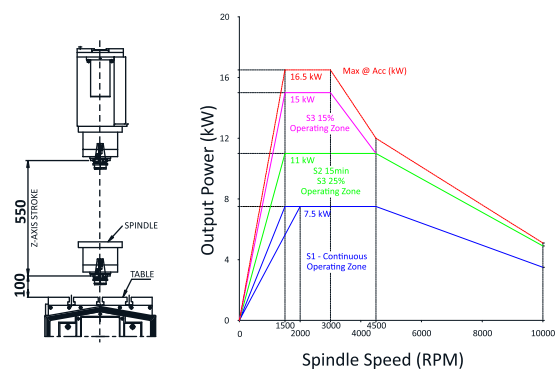 550
Z-AXIS STROKE
SPINDLE
100
TABLE
Output Power (kW)
20
16
12
8
4
0
16.5 kW
Max @ Acc (kW)
15 kW
S3 15%
Operating Zone
11 kW
S2 15min
S3 25%
Operating Zone
7.5 kW
S1 - Continuous
Operating Zone
1500
3000
4500
0
2000
4000
6000
8000
10000
Spindle Speed (RPM)